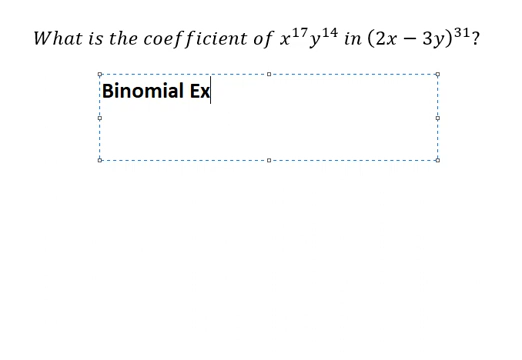 What is the coefficient of x¹⁷y¹⁴ in (2x − 3y)³¹?
Binomial Ex